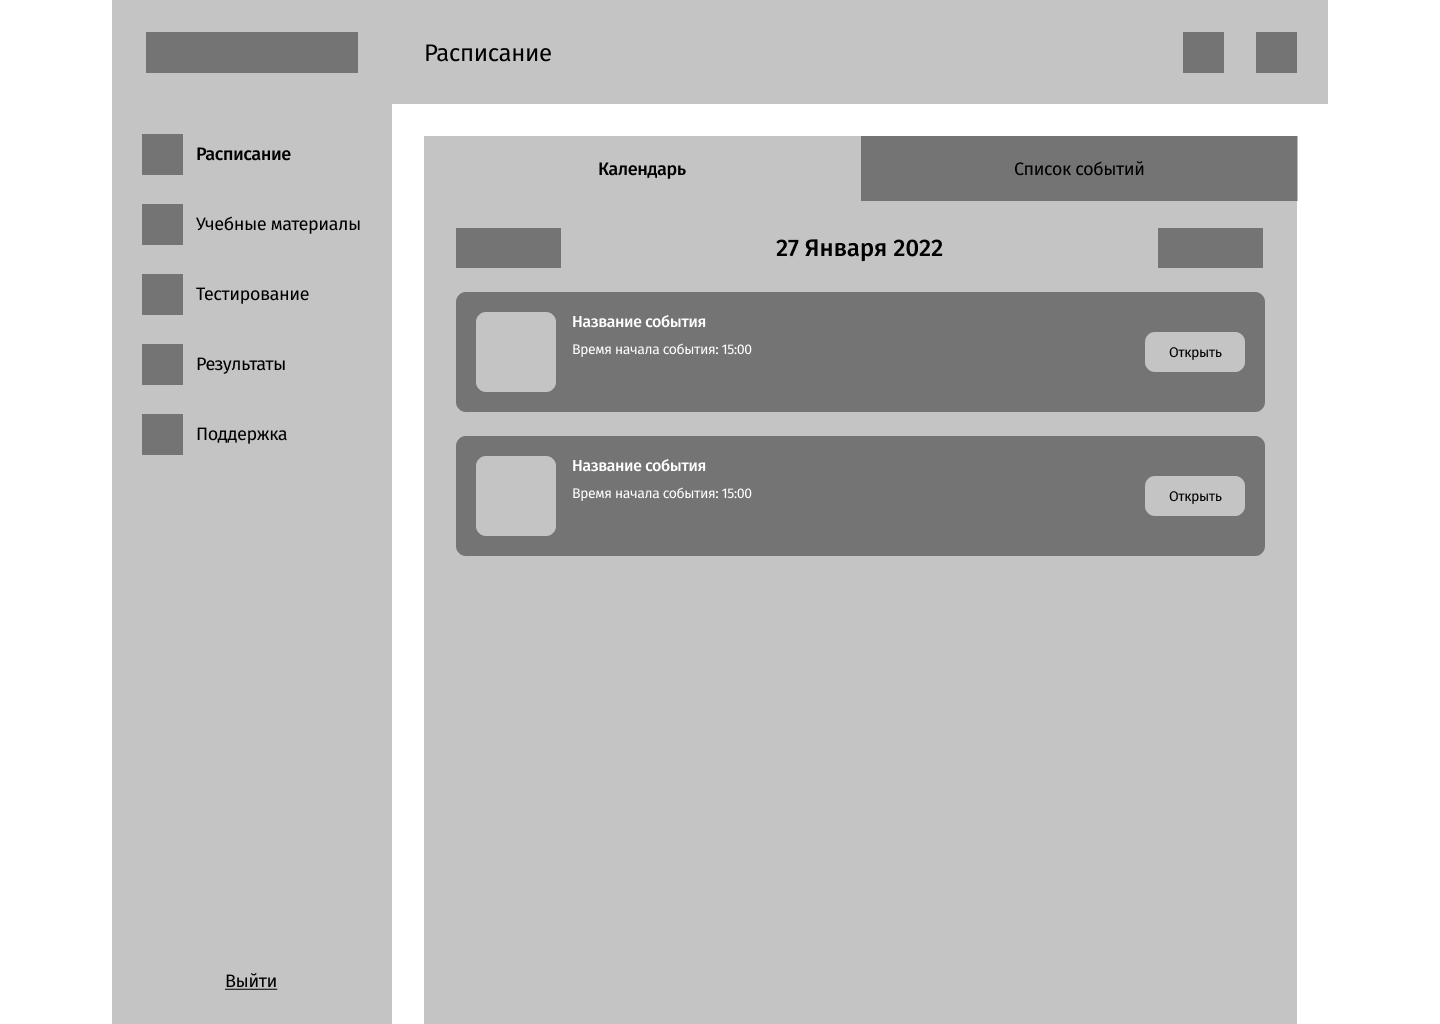 Расписание
Расписание
Учебные материалы
Тестирование
Результаты
Поддержка
Выйти
Календарь
Список событий
27 Января 2022
Название события
Время начала события: 15:00
Открыть
Название события
Время начала события: 15:00
Открыть